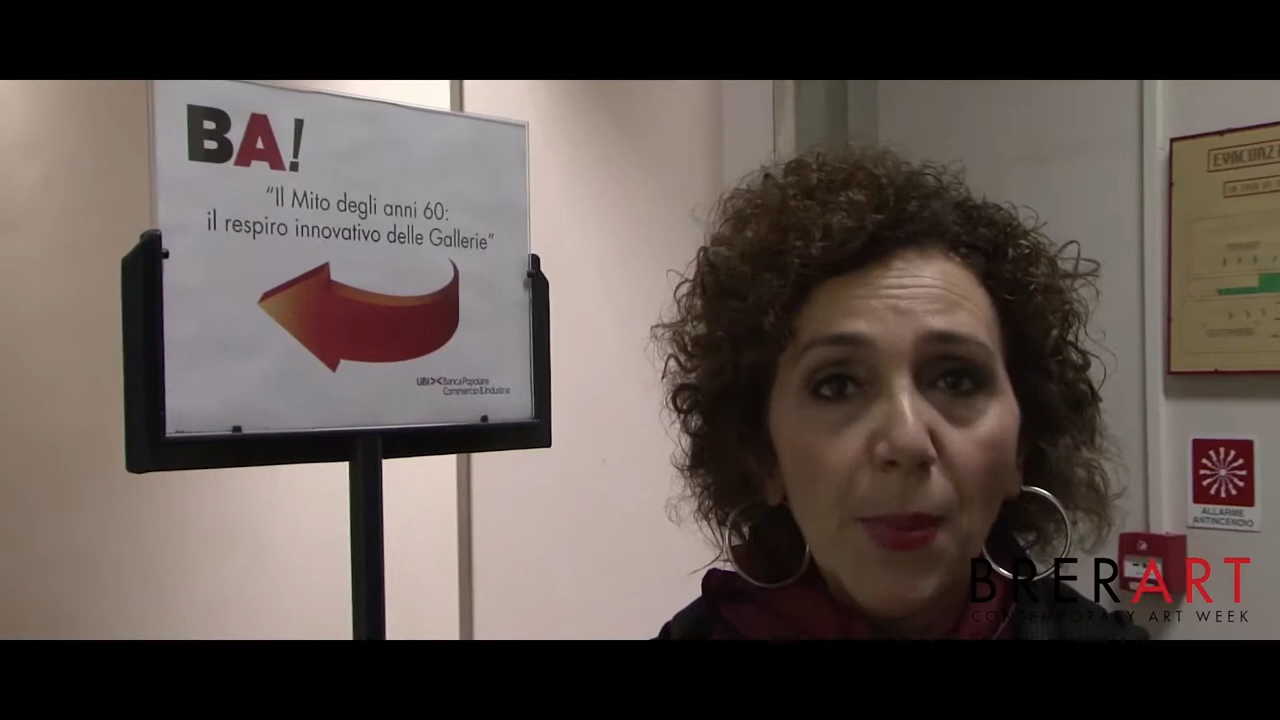 BA!
"Il Mito degli anni 60:
il respiro innovativo delle Gallerie"
UBI Banca Popolare
Commercio & Industria
EVACUAZI
ALLARME
ANTINCENDIO
BRERART
CONTEMPORARY ART WEEK